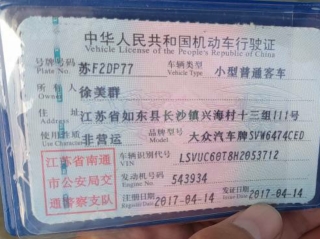 中华人民共和国机动车行驶证
Vehicle License of the People's Republic of China
号牌号码 Plate No. 苏F2DP77 车辆类型 Vehicle Type 小型普通客车
所有人 Owner 徐美群
住址 Address 江苏省如东县长沙镇兴海村十三组111号
使用性质 Use Character 非营运 品牌型号 Model 大众汽车牌SVW6474CED
江苏省南通
市公安局交
通警察支队
车辆识别代号 VIN LSVUC60T8H2053712
发动机号码 Engine No. 543934
注册日期 Register Date 2017-04-14 发证日期 Issue Date 2017-04-14